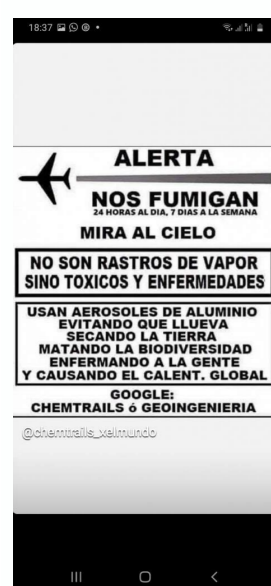 18:37
ALERTA
NOS FUMIGAN
24 HORAS AL DIA, 7 DIAS A LA SEMANA
MIRA AL CIELO
NO SON RASTROS DE VAPOR
SINO TOXICOS Y ENFERMEDADES
USAN AEROSOLES DE ALUMINIO
EVITANDO QUE LLUEVA
SECANDO LA TIERRA
MATANDO LA BIODIVERSIDAD
ENFERMANDO A LA GENTE
Y CAUSANDO EL CALENT. GLOBAL
GOOGLE:
CHEMTRAILS ó GEOINGENIERIA
@chemtrails_xelmundo